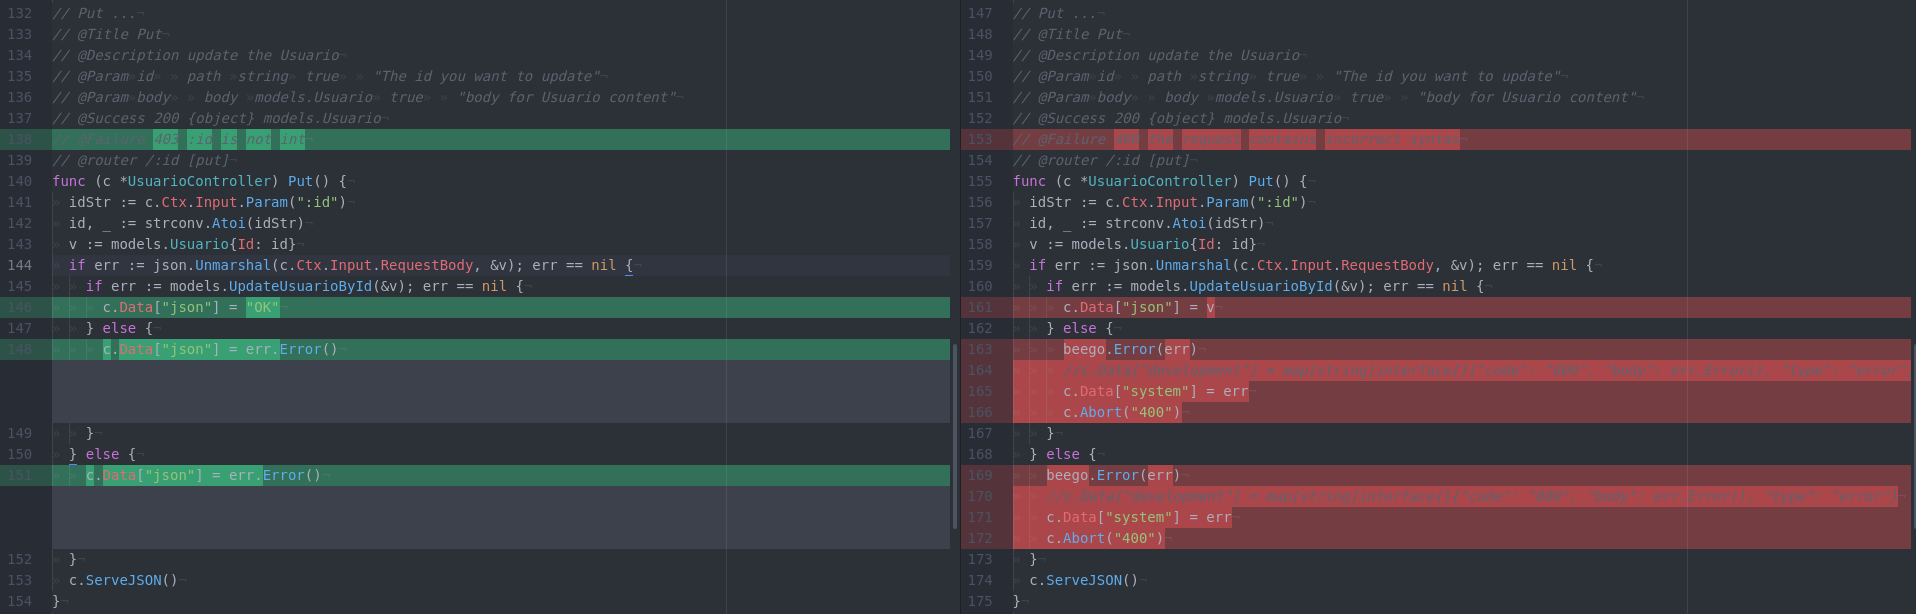 132 // Put ...
133 // @Title Put
134 // @Description update the Usuario
135 // @Param id path string true "The id you want to update"
136 // @Param body body models.Usuario true "body for Usuario content"
137 // @Success 200 {object} models.Usuario
138 // @Failure 403 :id is not int
139 // @router /:id [put]
140 func (c *UsuarioController) Put() {
141 idStr := c.Ctx.Input.Param(":id")
142 id, _ := strconv.Atoi(idStr)
143 v := models.Usuario{Id: id}
144 if err := json.Unmarshal(c.Ctx.Input.RequestBody, &v); err == nil {
145 if err := models.UpdateUsuarioById(&v); err == nil {
146 c.Data["json"] = "OK"
147 } else {
148 c.Data["json"] = err.Error()
149 }
150 } else {
151 c.Data["json"] = err.Error()
152 }
153 c.ServeJSON()
154 }
147 // Put ...
148 // @Title Put
149 // @Description update the Usuario
150 // @Param id path string true "The id you want to update"
151 // @Param body body models.Usuario true "body for Usuario content"
152 // @Success 200 {object} models.Usuario
153 // @Failure 400 the request contains incorrect syntax
154 // @router /:id [put]
155 func (c *UsuarioController) Put() {
156 idStr := c.Ctx.Input.Param(":id")
157 id, _ := strconv.Atoi(idStr)
158 v := models.Usuario{Id: id}
159 if err := json.Unmarshal(c.Ctx.Input.RequestBody, &v); err == nil {
160 if err := models.UpdateUsuarioById(&v); err == nil {
161 c.Data["json"] = v
162 } else {
163 beego.Error(err)
164 //c.Data["development"] = map[string]interface{}{"code": "body": err.Error(), "type": "error"
165 c.Data["system"] = err
166 c.Abort("400")
167 }
168 } else {
169 beego.Error(err)
170 //c.Data["development"] = map[string]interface{}{"code": "body": err.Error(), "type": "error"}
171 c.Data["system"] = err
172 c.Abort("400")
173 }
174 c.ServeJSON()
175 }